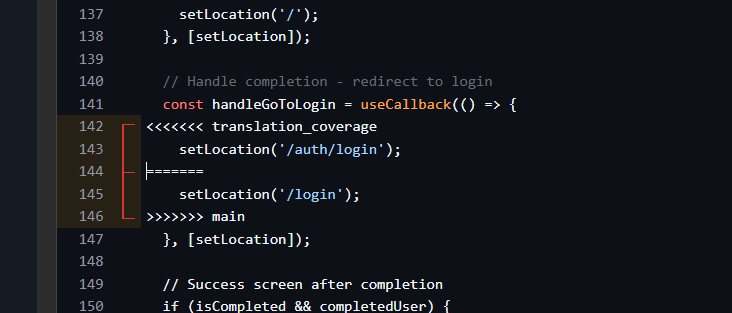 137 setLocation('/');
138 }, [setLocation]);
139
140 // Handle completion - redirect to login
141 const handleGoToLogin = useCallback(() => {
142 <<<<<<< translation_coverage
143 setLocation('/auth/login');
144 =======
145 setLocation('/login');
146 >>>>>>> main
147 }, [setLocation]);
148
149 // Success screen after completion
150 if (isCompleted && completedUser) {